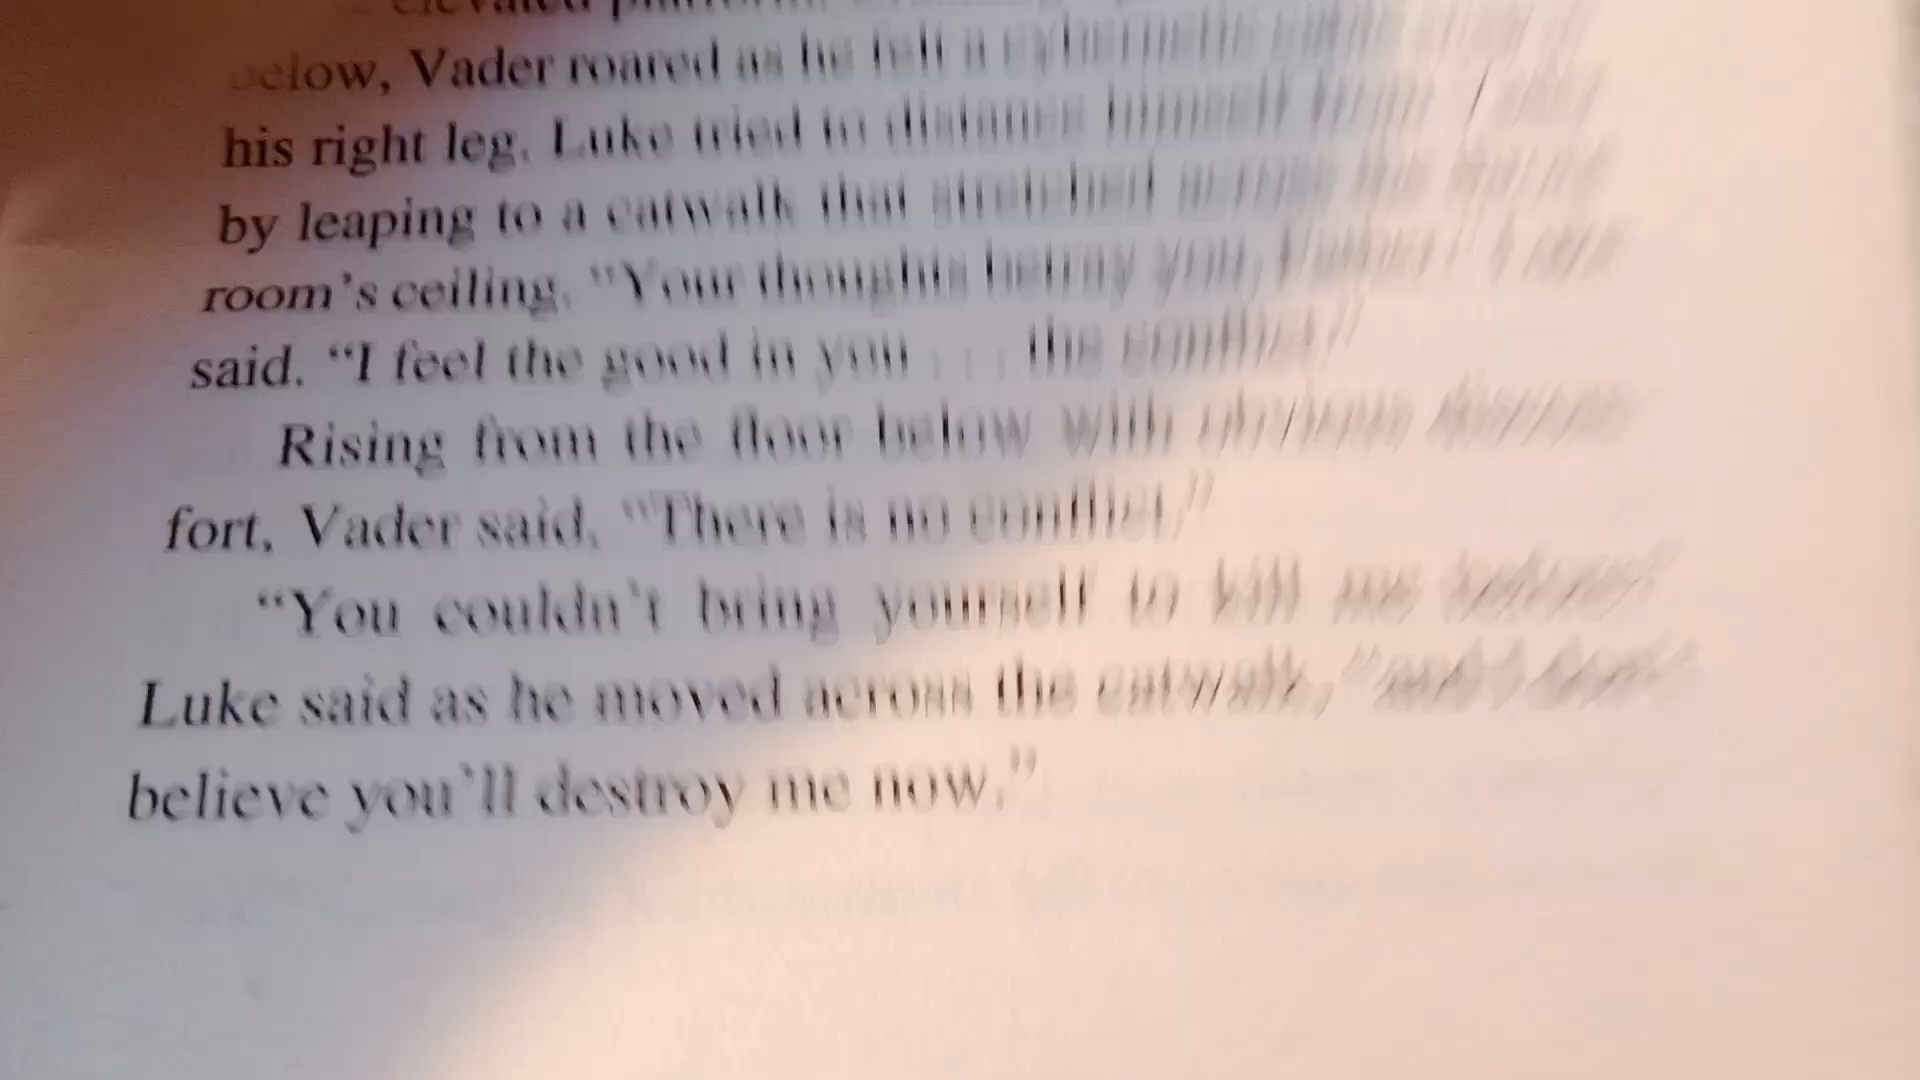 elevated platform.
below, Vader roared as he felt a cybernetic
his right leg. Luke tried to distance himself from
by leaping to a catwalk that stretched across the
room's ceiling. "Your thoughts betray you, Father," Luke
said. "I feel the good in you . . . the conflict."
Rising from the floor below with obvious discom-
fort, Vader said, "There is no conflict."
"You couldn't bring yourself to kill me before,"
Luke said as he moved across the catwalk, "and I don't
believe you'll destroy me now."